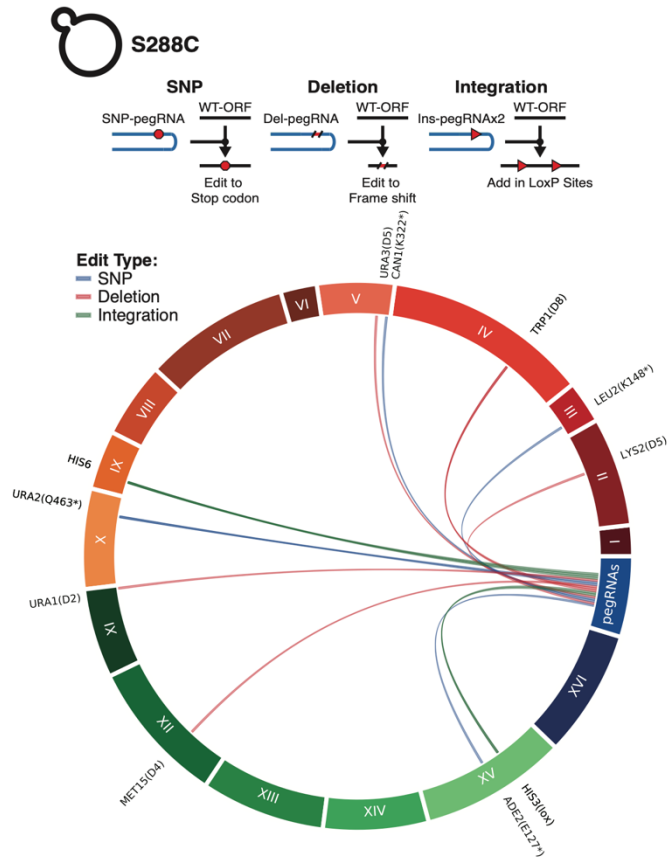 S288C
SNP
Deletion
Integration
SNP-pegRNA
WT-ORF
Del-pegRNA
WT-ORF
Ins-pegRNAx2
WT-ORF
Edit to
Stop codon
Edit to
Frame shift
Add in LoxP Sites
Edit Type:
SNP
Deletion
Integration
URA3(D5)
CAN1(K322*)
TRP1(D8)
LEU2(K148*)
LYS2(D5)
HIS6
URA2(Q463*)
URA1(D2)
MET15(D4)
HIS3(lox)
ADE2(E127*)
V
IV
III
II
I
pegRNAs
XVI
XV
XIV
XIII
XII
IX
X
IX
VIII
VII
VI